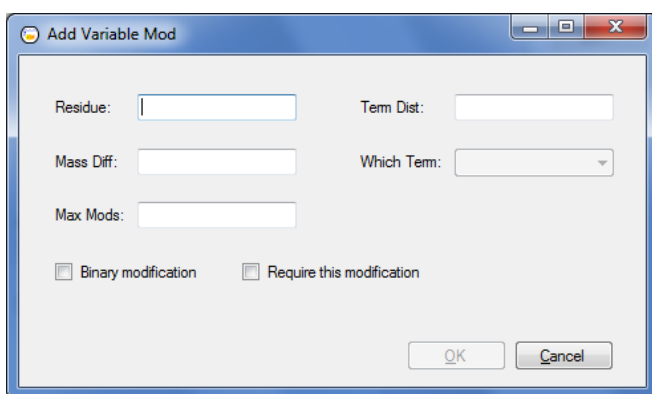 Add Variable Mod
Residue: Term Dist:
Mass Diff: Which Term:
Max Mods:
Binary modification Require this modification
OK Cancel